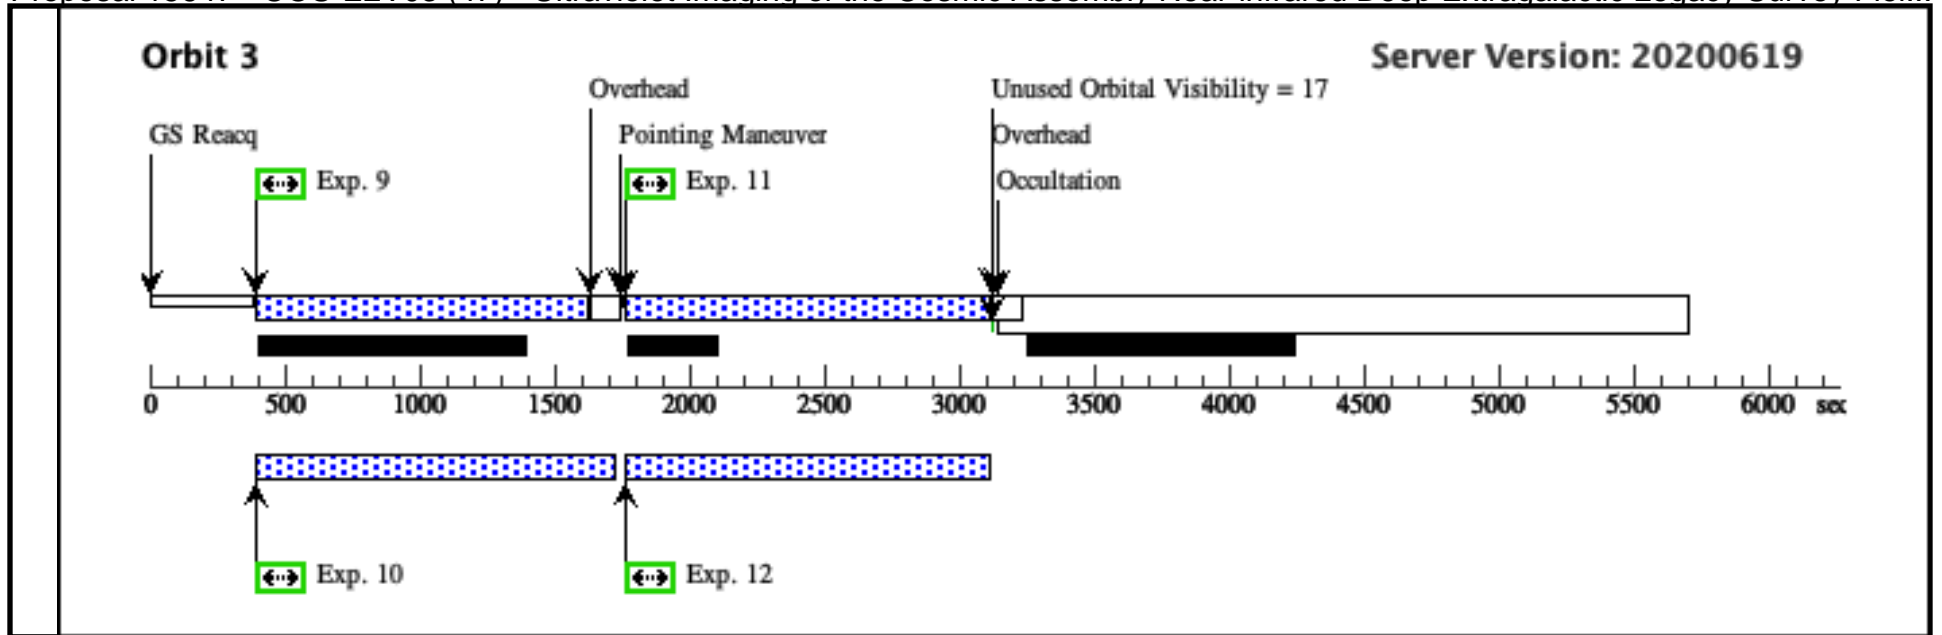 Orbit 3
Server Version: 20200619
Overhead
Unused Orbital Visibility = 17
GS Reacq
Pointing Maneuver
Overhead
Exp. 9
Exp. 11
Occultation
0 500 1000 1500 2000 2500 3000 3500 4000 4500 5000 5500 6000 sec
Exp. 10
Exp. 12